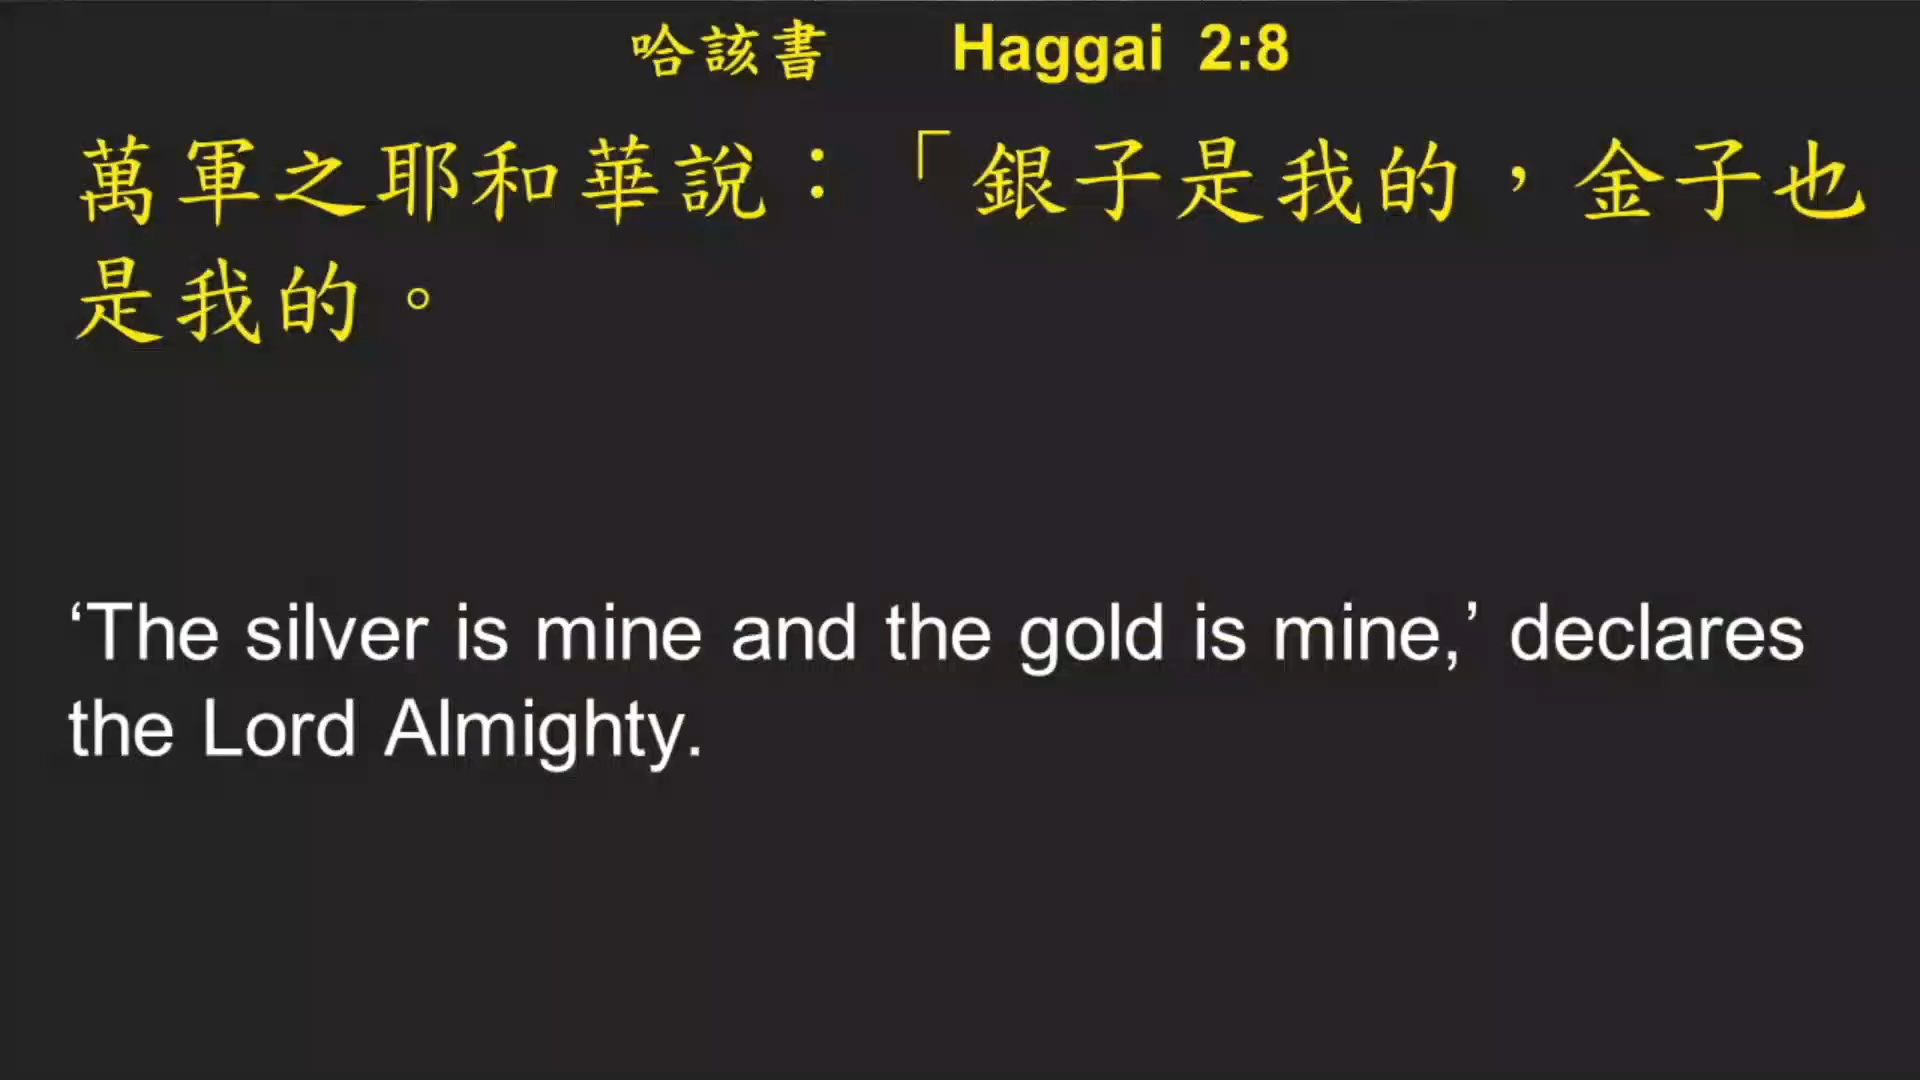 哈該書 Haggai 2:8
萬軍之耶和華說：「銀子是我的，金子也
是我的。
‘The silver is mine and the gold is mine,’ declares
the Lord Almighty.